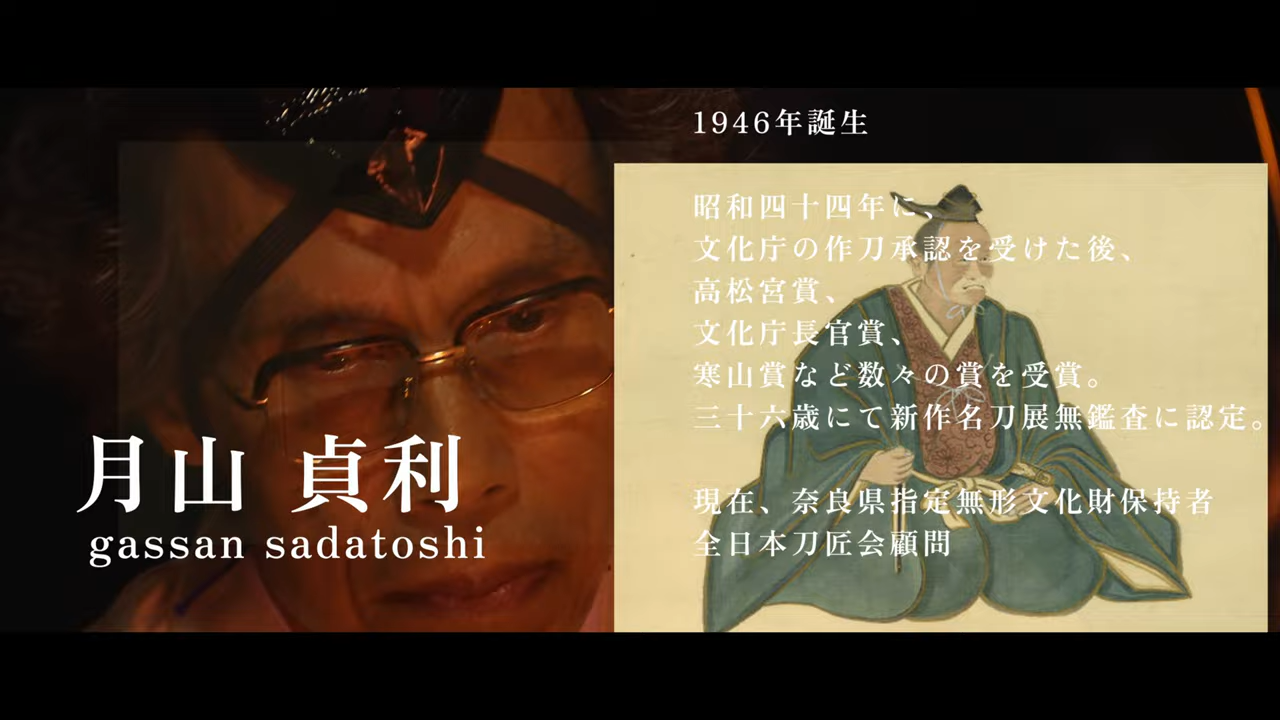 1946年誕生
昭和四十四年に、
文化庁の作刀承認を受けた後、
高松宮賞、
文化庁長官賞、
寒山賞など数々の賞を受賞。
三十六歳にて新作名刀展無鑑査に認定。
現在、奈良県指定無形文化財保持者
全日本刀匠会顧問
月山 貞利
gassan sadatoshi